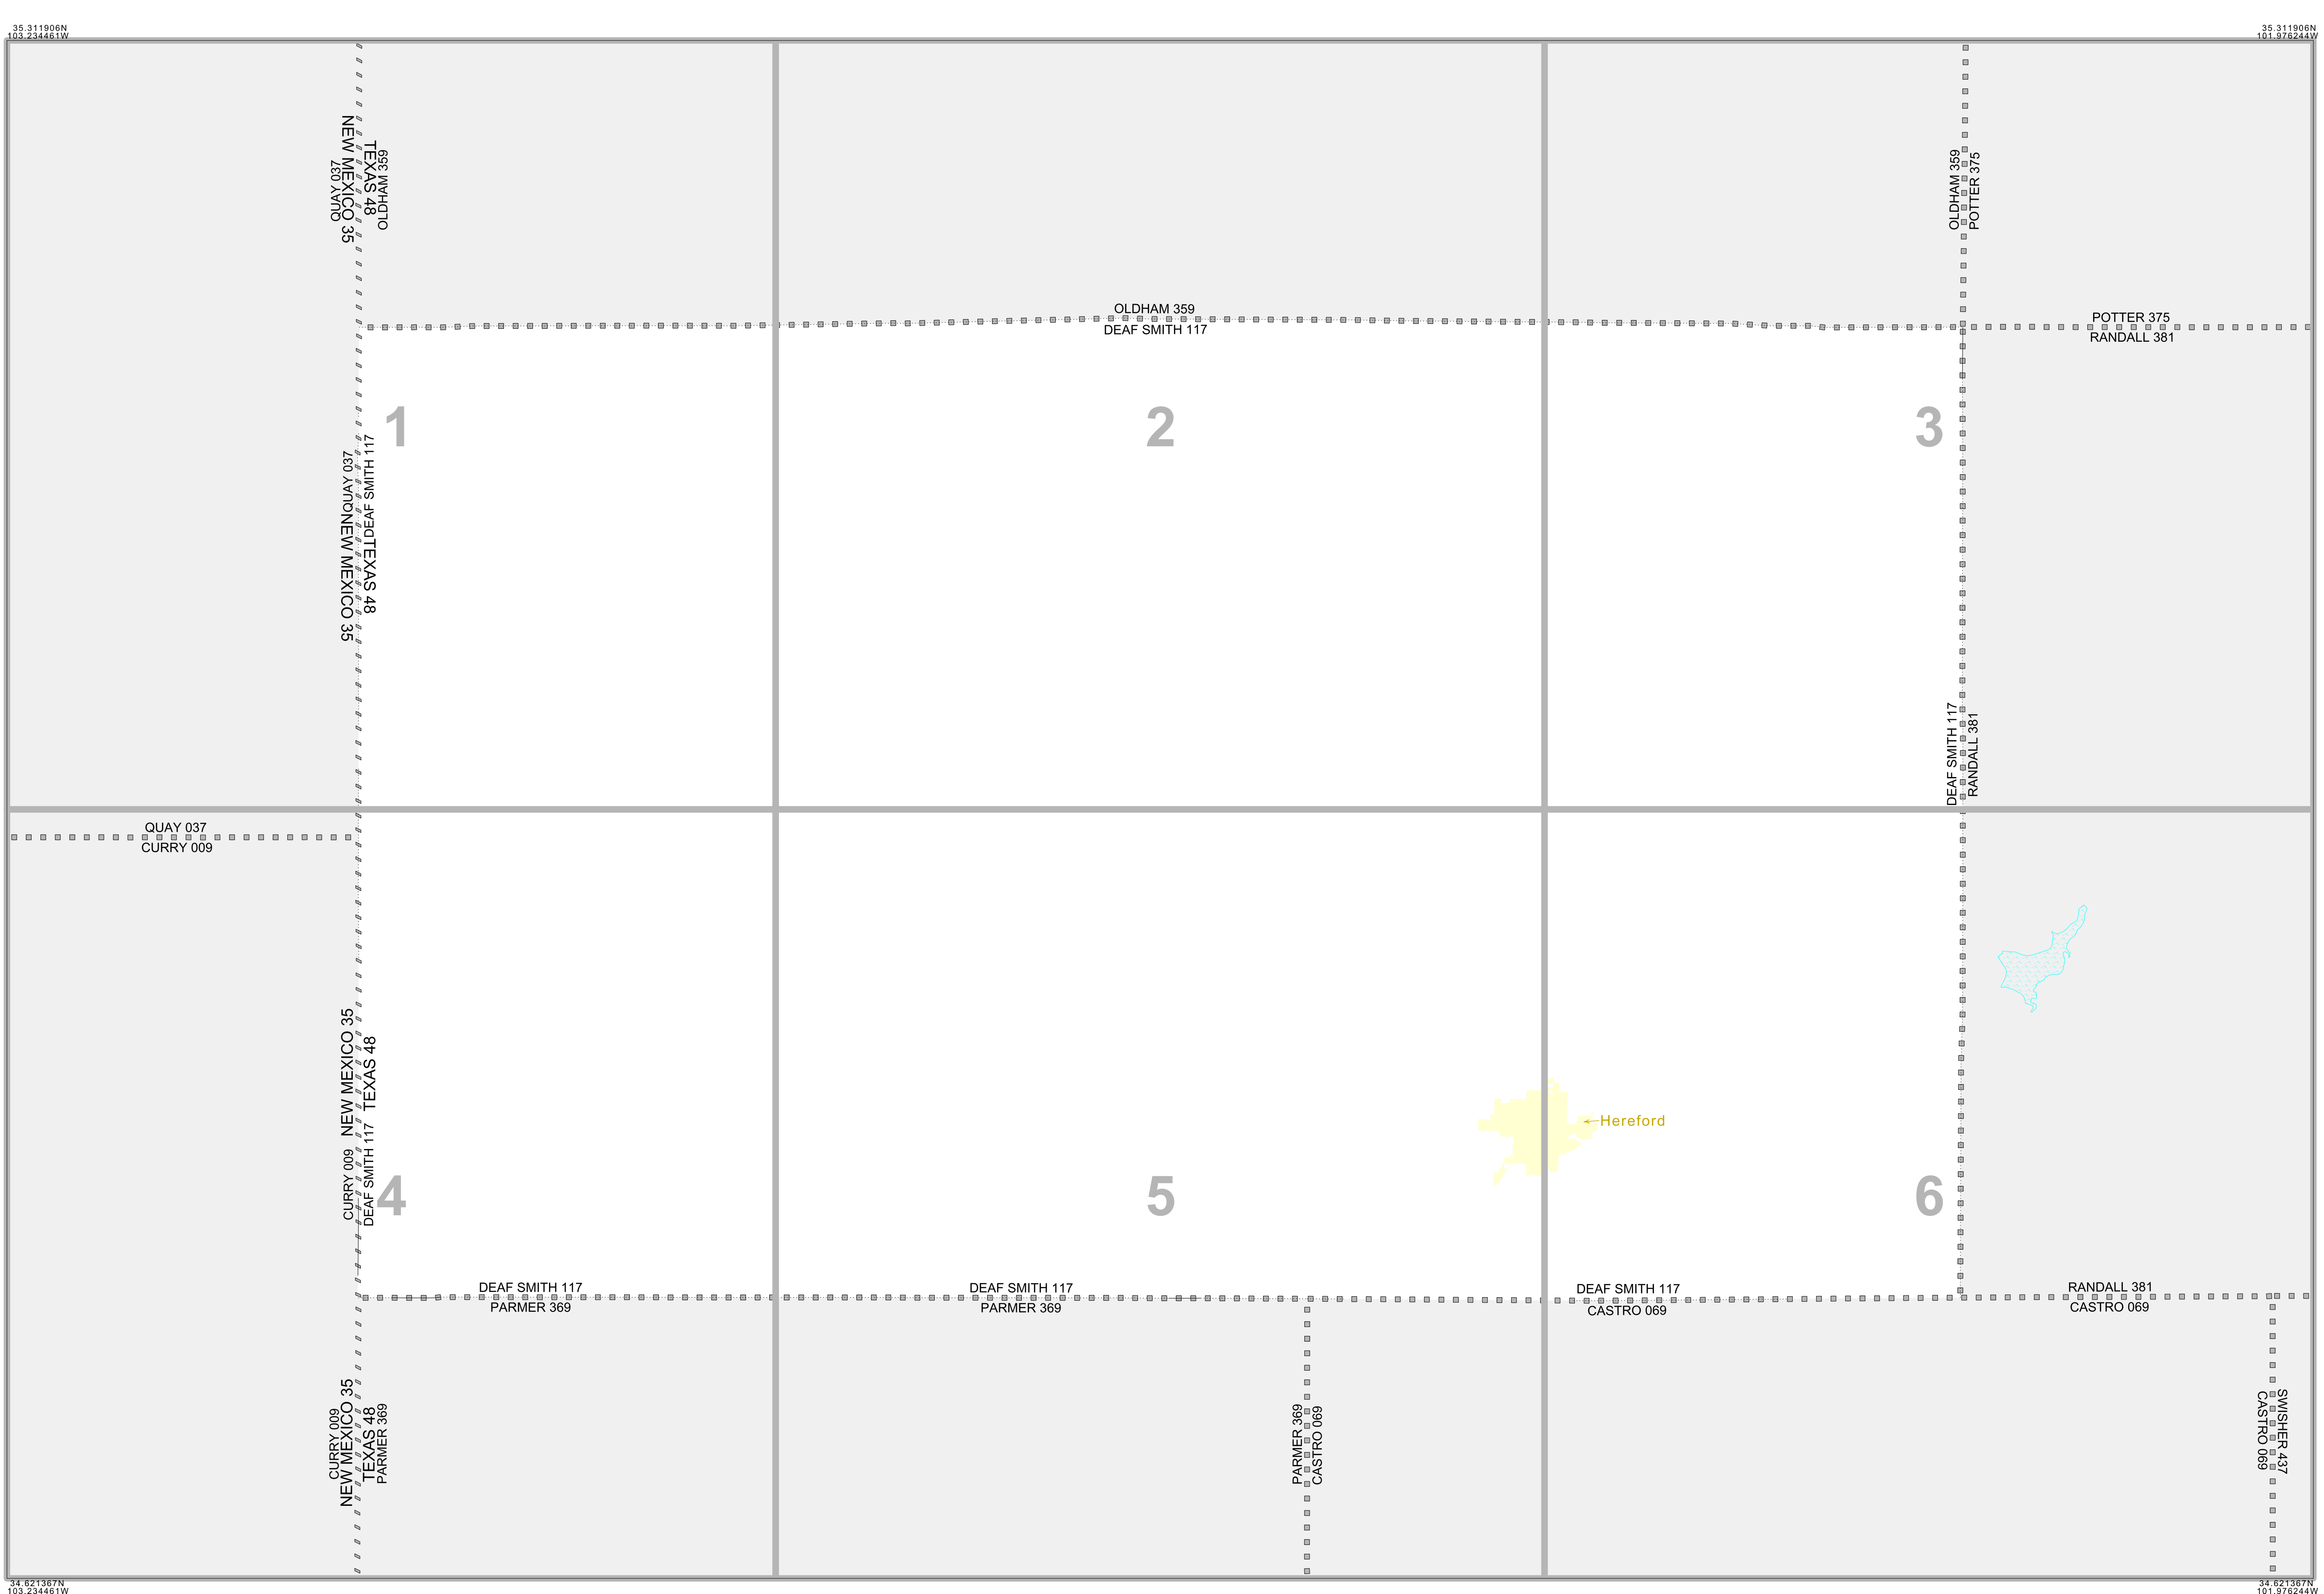 35.311906N
103.234461W
35.311906N
101.976244W
QUAY 037
NEW MEXICO 35
TEXAS 48
OLDHAM 359
OLDHAM 359
POTTER 375
OLDHAM 359
DEAF SMITH 117
POTTER 375
RANDALL 381
1
2
3
QUAY 037
NEW MEXICO 35
DEAF SMITH 117
TEXAS 48
DEAF SMITH 117
RANDALL 381
QUAY 037
CURRY 009
NEW MEXICO 35
TEXAS 48
CURRY 009
DEAF SMITH 117
Hereford
4
5
6
DEAF SMITH 117
PARMER 369
DEAF SMITH 117
PARMER 369
DEAF SMITH 117
CASTRO 069
RANDALL 381
CASTRO 069
CURRY 009
NEW MEXICO 35
TEXAS 48
PARMER 369
PARMER 369
CASTRO 069
CASTRO 069
SWISHER 437
34.621367N
103.234461W
34.621367N
101.976244W